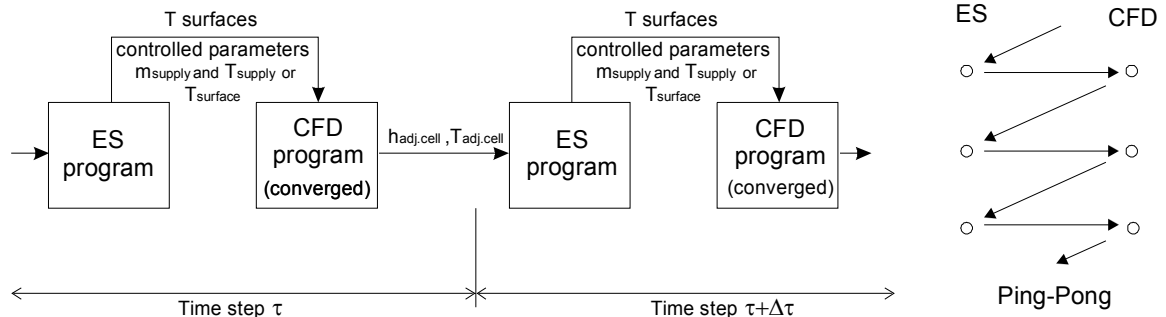 T surfaces
controlled parameters
msupply and Tsupply or
Tsurface
ES
program
CFD
program
(converged)
hadj.cell ,Tadj.cell
T surfaces
controlled parameters
msupply and Tsupply or
Tsurface
ES
program
CFD
program
(converged)
Time step τ
Time step τ+Δτ
ES
CFD
Ping-Pong